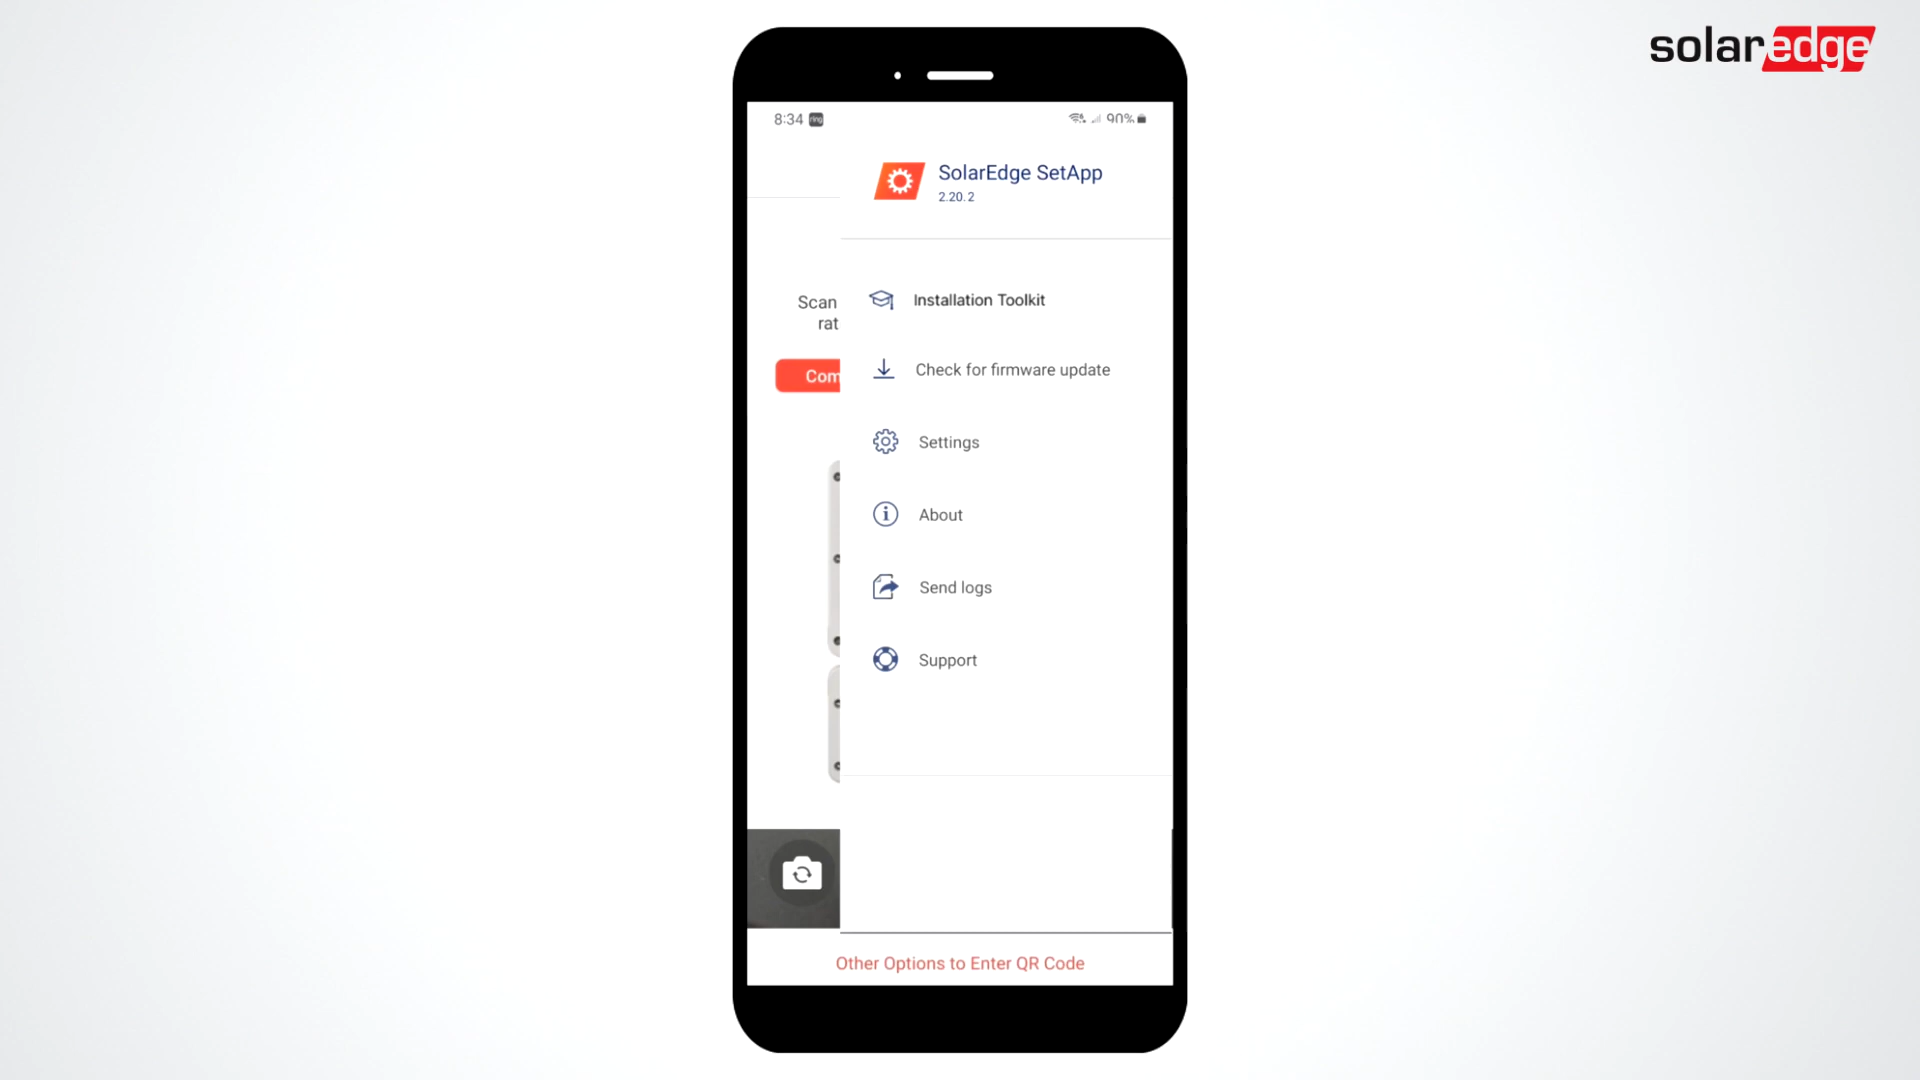 solaredge
8:34 ring
90%
SolarEdge SetApp
2.20.2
Installation Toolkit
Scan
rat
Check for firmware update
Com
Settings
About
Send logs
Support
Other Options to Enter QR Code